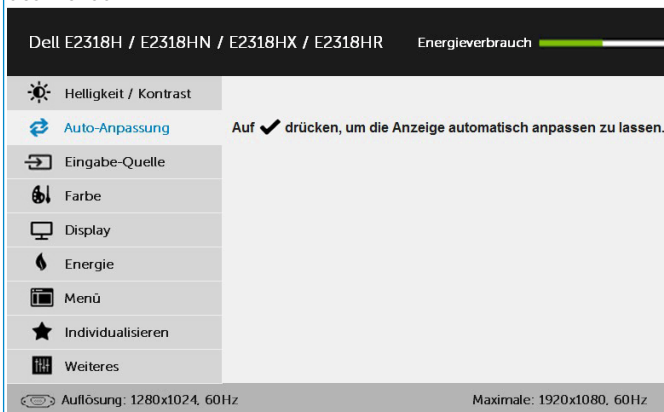 Dell E2318H / E2318HN / E2318HX / E2318HR Energieverbrauch
Helligkeit / Kontrast
Auto-Anpassung
Auf ✔ drücken, um die Anzeige automatisch anpassen zu lassen.
Eingabe-Quelle
Farbe
Display
Energie
Menü
Individualisieren
Weiteres
Auflösung: 1280x1024, 60Hz Maximale: 1920x1080, 60Hz